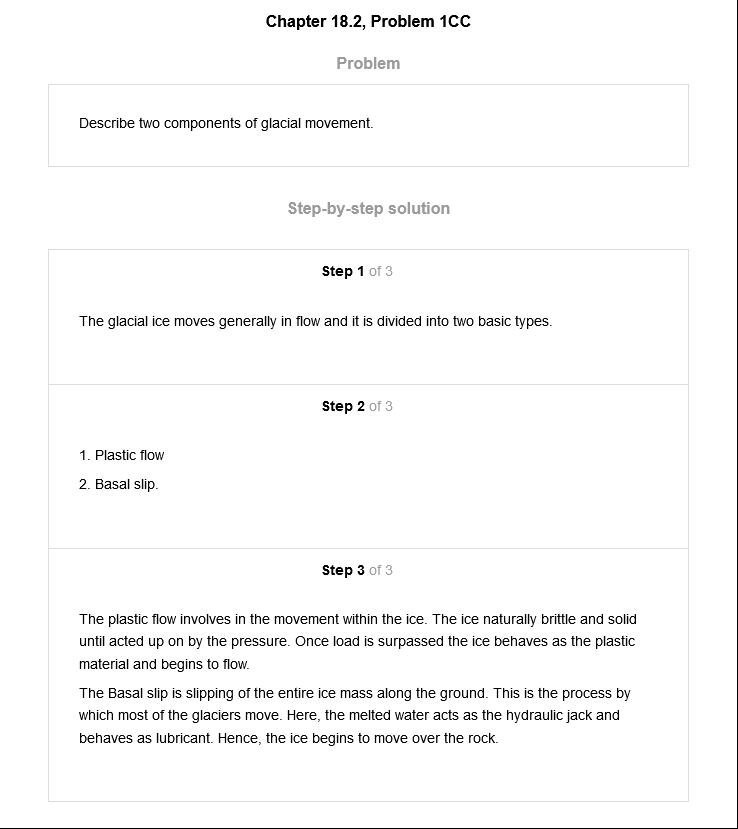 Chapter 18.2, Problem 1CC
Problem
Describe two components of glacial movement.
Step-by-step solution
Step 1 of 3
The glacial ice moves generally in flow and it is divided into two basic types.
Step 2 of 3
1. Plastic flow
2. Basal slip.
Step 3 of 3
The plastic flow involves in the movement within the ice. The ice naturally brittle and solid
until acted up on by the pressure. Once load is surpassed the ice behaves as the plastic
material and begins to flow.
The Basal slip is slipping of the entire ice mass along the ground. This is the process by
which most of the glaciers move. Here, the melted water acts as the hydraulic jack and
behaves as lubricant. Hence, the ice begins to move over the rock.